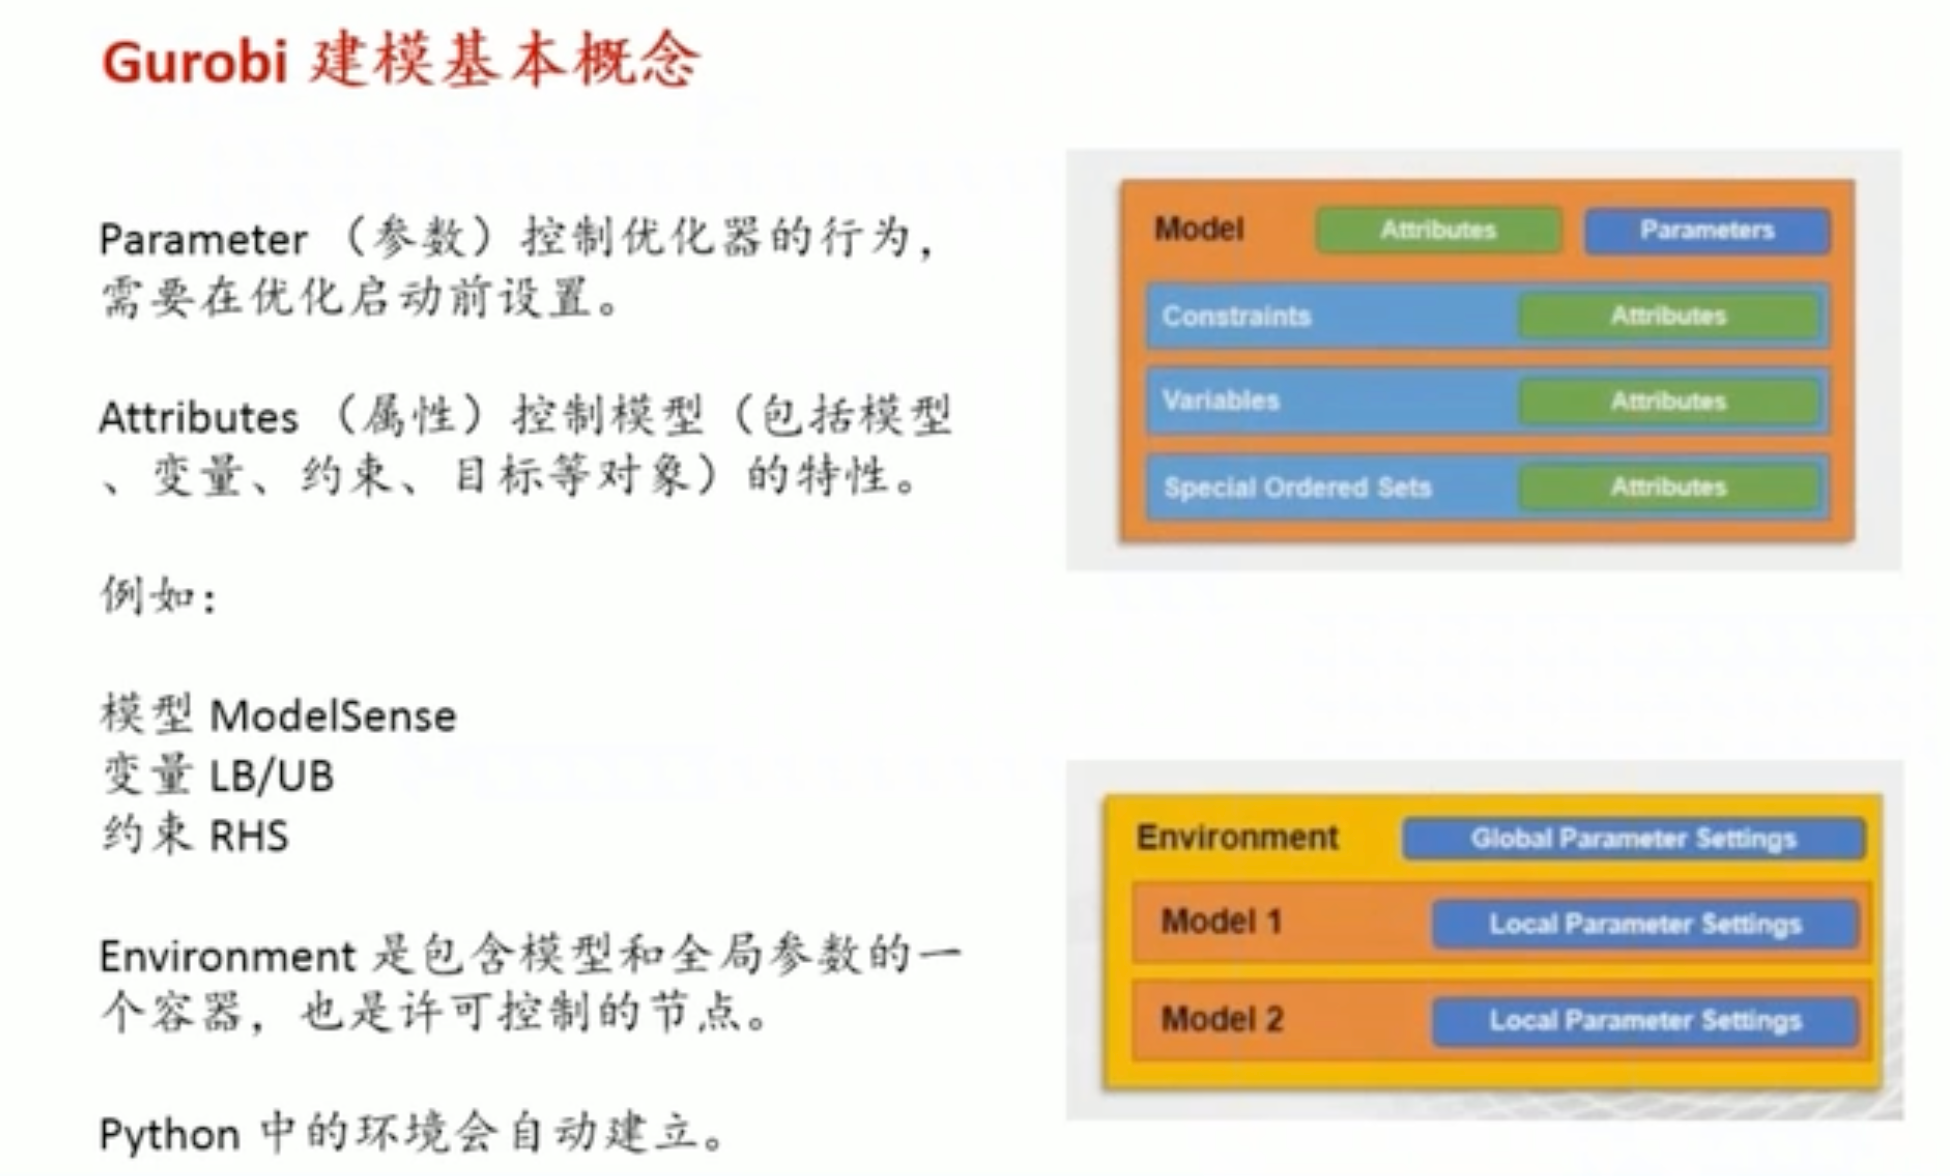 Gurobi 建模基本概念
Parameter （参数）控制优化器的行为，
需要在优化启动前设置。
Attributes （属性）控制模型（包括模型
、变量、约束、目标等对象）的特性。
例如：
模型 ModelSense
变量 LB/UB
约束 RHS
Environment 是包含模型和全局参数的一
个容器，也是许可控制的节点。
Python 中的环境会自动建立。
Model Attributes Parameters
Constraints Attributes
Variables Attributes
Special Ordered Sets Attributes
Environment Global Parameter Settings
Model 1 Local Parameter Settings
Model 2 Local Parameter Settings